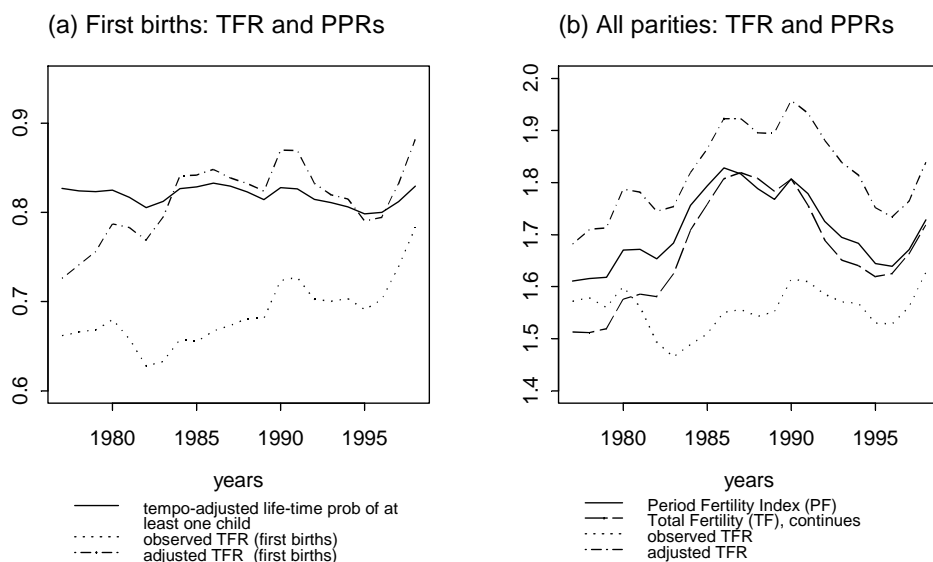 (a) First births: TFR and PPRs
0.9
0.8
0.7
0.6
1980 1985 1990 1995
years
tempo-adjusted life-time prob of at
least one child
observed TFR (first births)
adjusted TFR (first births)
(b) All parities: TFR and PPRs
2.0
1.9
1.8
1.7
1.6
1.5
1.4
1980 1985 1990 1995
years
Period Fertility Index (PF)
Total Fertility (TF), continues
observed TFR
adjusted TFR